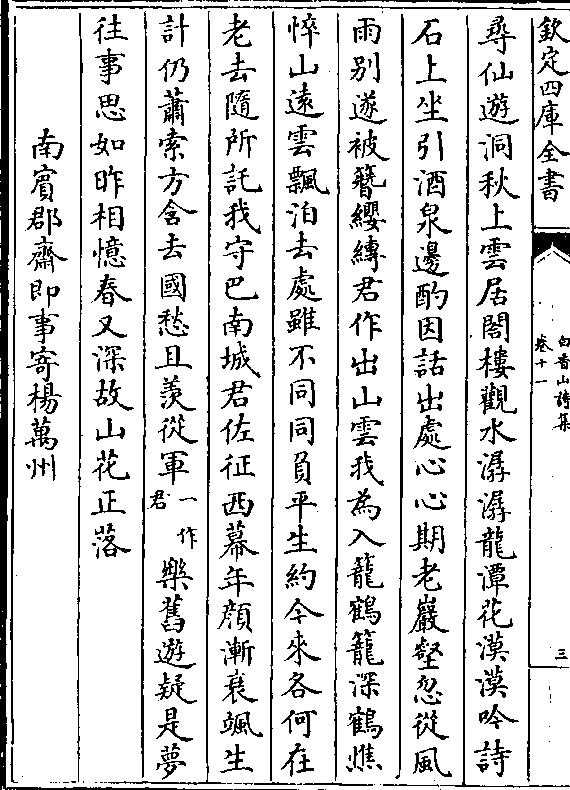 欽定四庫全書
白香山詩集
卷十一
三
尋仙遊洞秋上雲居閣樓觀水潺潺龍潭花漠漠吟詩
石上坐引酒泉邊酌因話出處心心期老巖壑忽從風
雨别遂被簪纓縳君作出山雲我為入籠鶴籠深鶴憔
悴山遠雲飄泊去處雖不同同負平生約今來各何在
老去隨所託我守巴南城君佐征西幕年顔漸衰颯生
計仍蕭索方含去國愁且羡從軍一作君樂舊遊疑是夢
往事思如昨相憶春又深故山花正落
南賓郡齋即事寄楊萬州